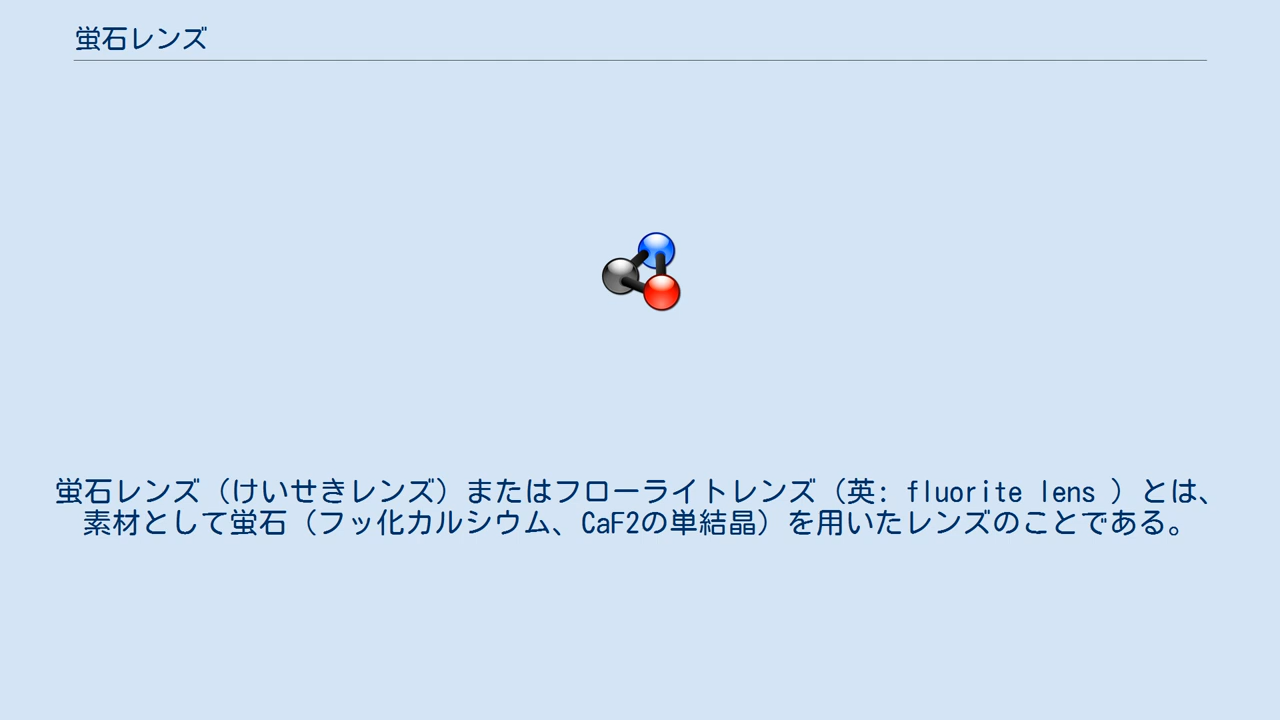 蛍石レンズ
蛍石レンズ（けいせきレンズ）またはフローライトレンズ（英: fluorite lens ）とは、
素材として蛍石（フッ化カルシウム、CaF2の単結晶）を用いたレンズのことである。